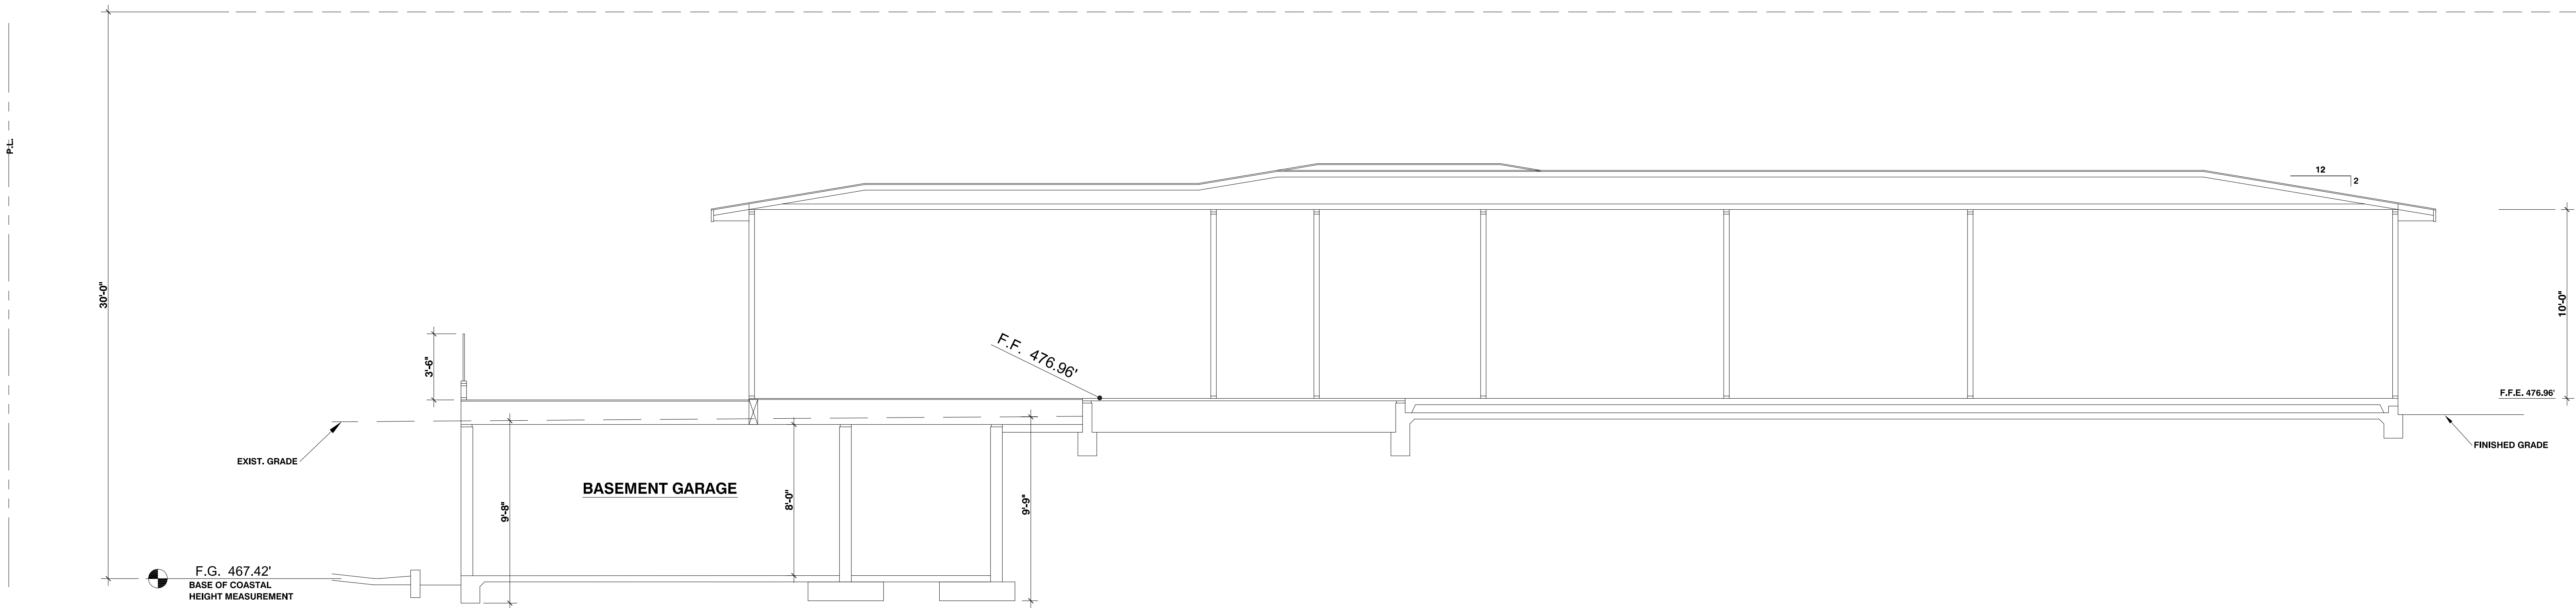 P.L.
30'-0"
12
2
10'-0"
3'-6"
F.F. 476.96'
F.F.E. 476.96'
EXIST. GRADE
FINISHED GRADE
BASEMENT GARAGE
9'-8"
8'-0"
9'-9"
F.G. 467.42'
BASE OF COASTAL
HEIGHT MEASUREMENT